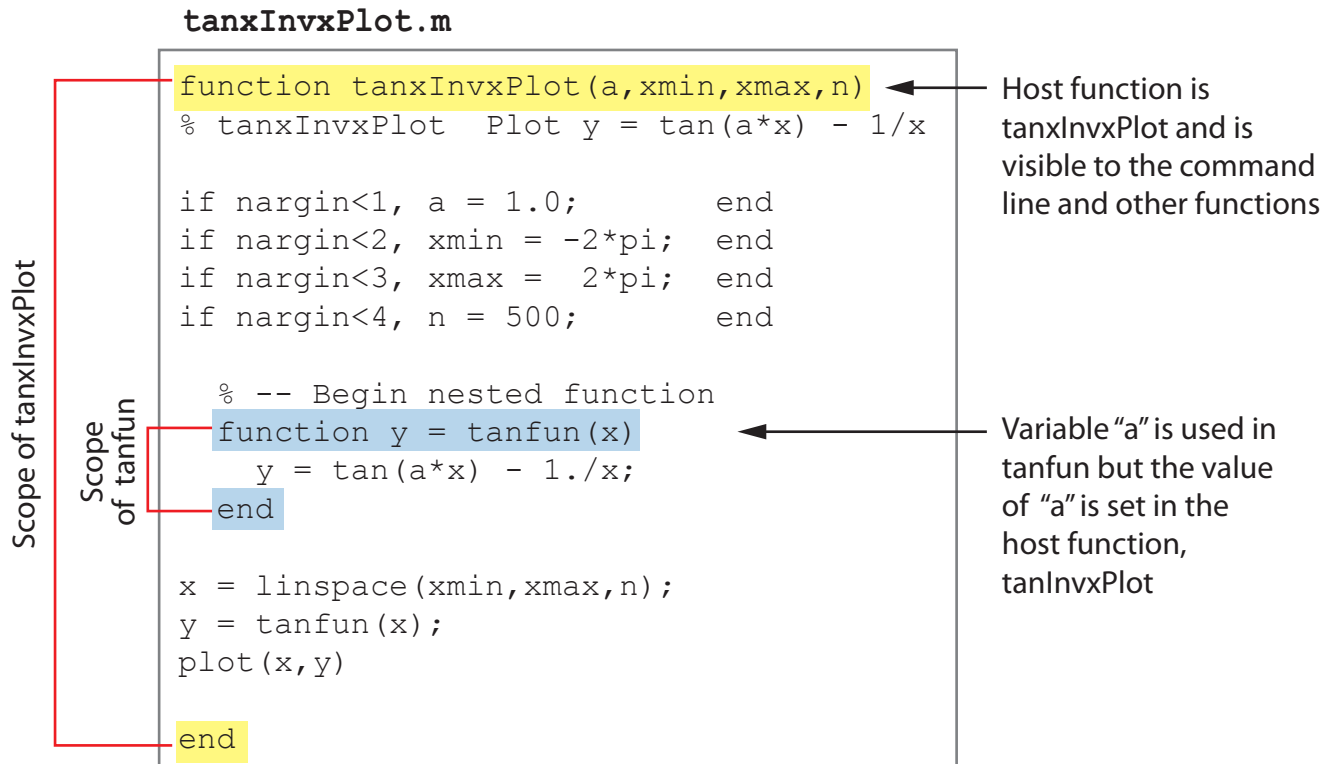 tanxInvxPlot.m
function tanxInvxPlot(a,xmin,xmax,n)
% tanxInvxPlot  Plot y = tan(a*x) - 1/x
if nargin<1, a = 1.0;       end
if nargin<2, xmin = -2*pi;  end
if nargin<3, xmax =  2*pi;  end
if nargin<4, n = 500;       end
% -- Begin nested function
function y = tanfun(x)
y = tan(a*x) - 1./x;
end
x = linspace(xmin,xmax,n);
y = tanfun(x);
plot(x,y)
end
Scope of tanxInvxPlot
Scope
of tanfun
Host function is
tanxInvxPlot and is
visible to the command
line and other functions
Variable “a” is used in
tanfun but the value
of “a” is set in the
host function,
tanInvxPlot